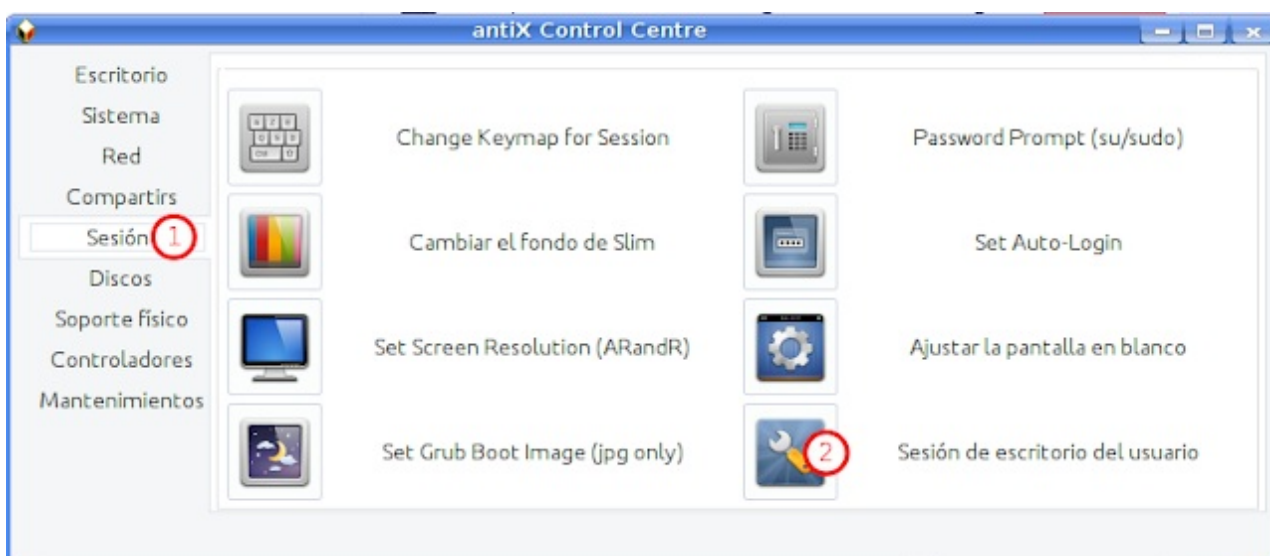 antiX Control Centre
Escritorio
Sistema
Red
Compartirs
Sesión 1
Discos
Soporte físico
Controladores
Mantenimientos
Change Keymap for Session
Password Prompt (su/sudo)
Cambiar el fondo de Slim
Set Auto-Login
Set Screen Resolution (ARandR)
Ajustar la pantalla en blanco
Set Grub Boot Image (jpg only)
2 Sesión de escritorio del usuario